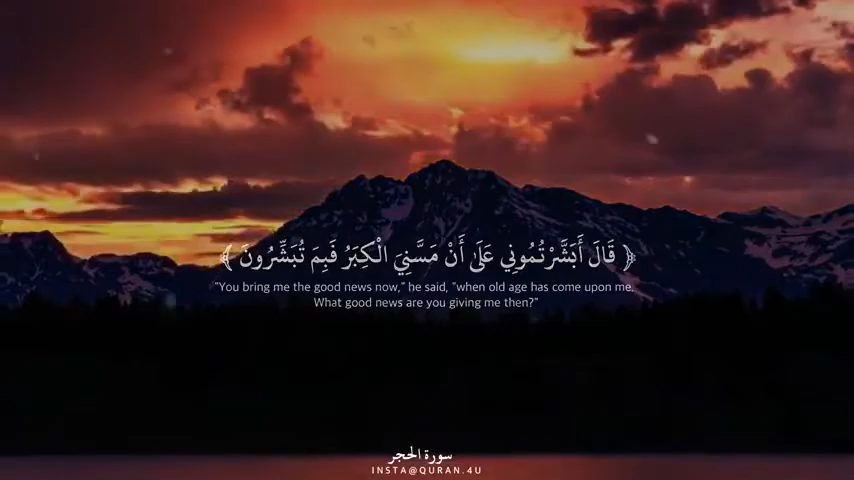 ﴿ قَالَ أَبَشَّرْتُمُونِي عَلَىٰ أَنْ مَسَّنِيَ الْكِبَرُ فَبِمَ تُبَشِّرُونَ ﴾
"You bring me the good news now," he said, "when old age has come upon me.
What good news are you giving me then?"
سورة الحجر
INSTA@QURAN.4U